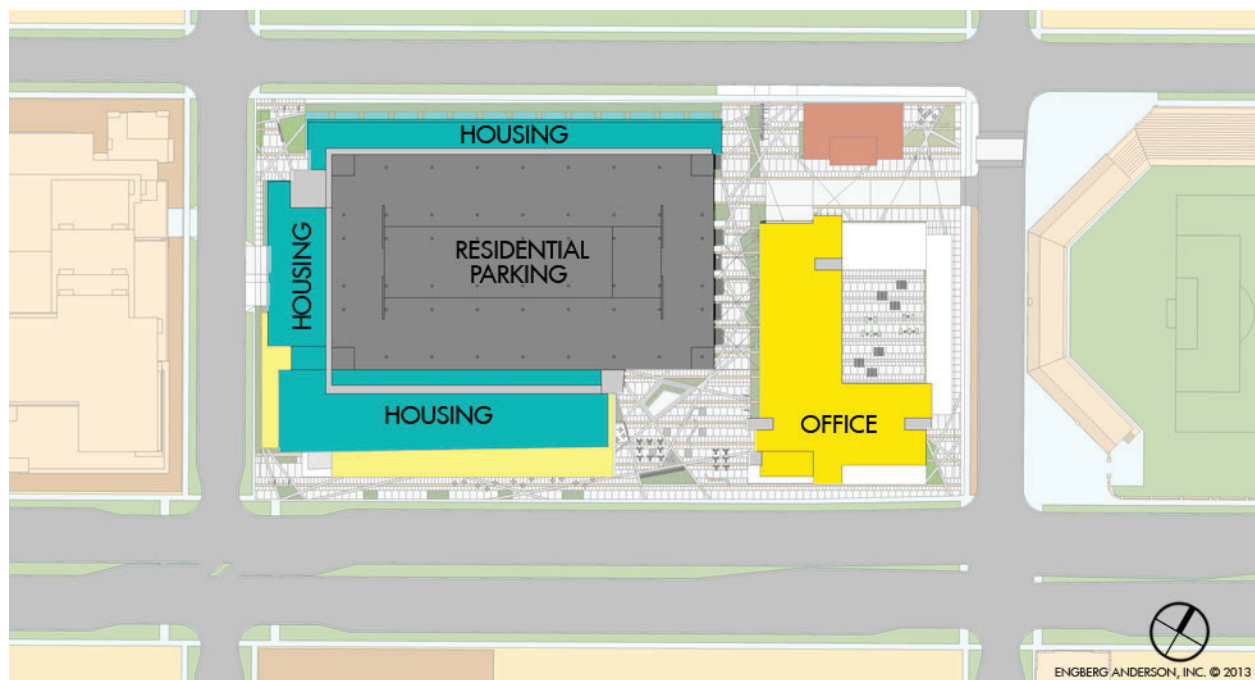 HOUSING
HOUSING
RESIDENTIAL
PARKING
HOUSING
OFFICE
ENGBERG ANDERSON, INC. © 2013